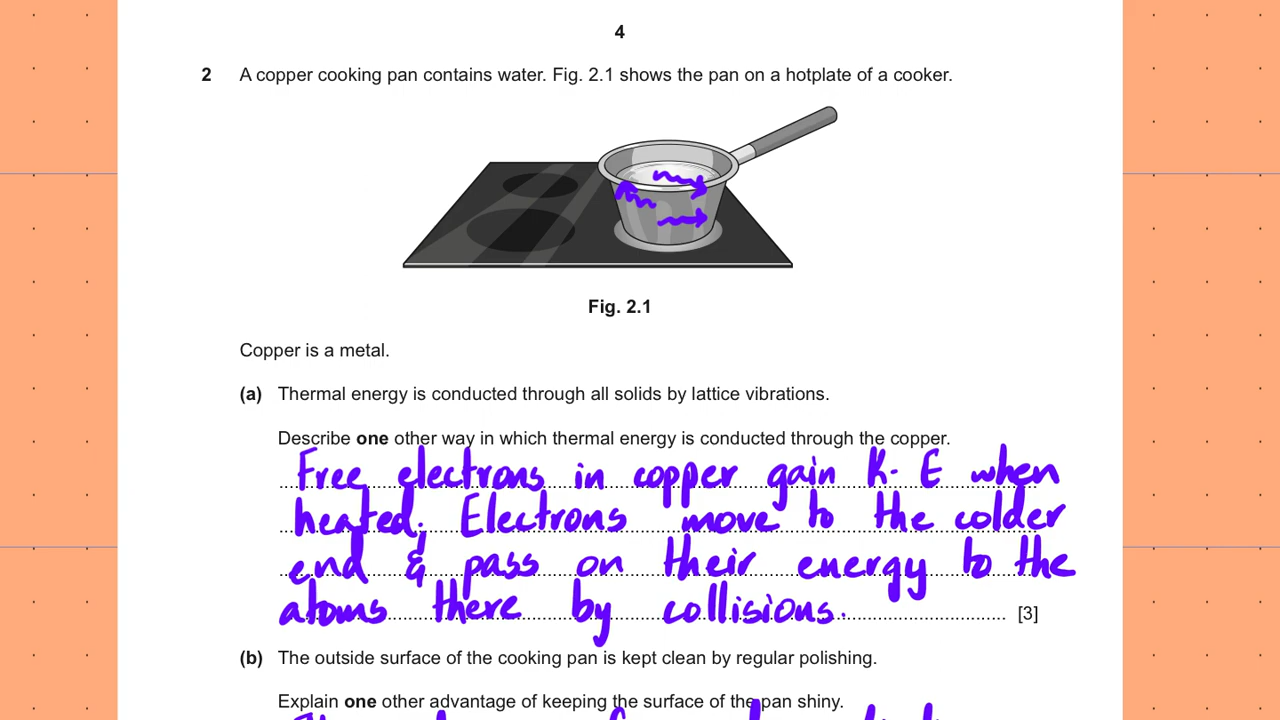 4
2 A copper cooking pan contains water. Fig. 2.1 shows the pan on a hotplate of a cooker.
Fig. 2.1
Copper is a metal.
(a) Thermal energy is conducted through all solids by lattice vibrations.
Describe one other way in which thermal energy is conducted through the copper.
Free electrons in copper gain K.E when
heated. Electrons move to the colder
end & pass on their energy to the
atoms there by collisions. [3]
(b) The outside surface of the cooking pan is kept clean by regular polishing.
Explain one other advantage of keeping the surface of the pan shiny.